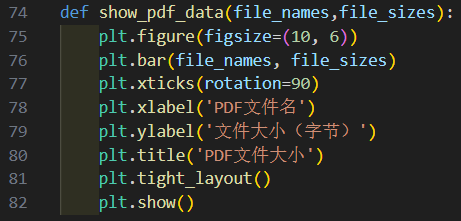 74 def show_pdf_data(file_names,file_sizes):
75     plt.figure(figsize=(10, 6))
76     plt.bar(file_names, file_sizes)
77     plt.xticks(rotation=90)
78     plt.xlabel('PDF文件名')
79     plt.ylabel('文件大小（字节）')
80     plt.title('PDF文件大小')
81     plt.tight_layout()
82     plt.show()